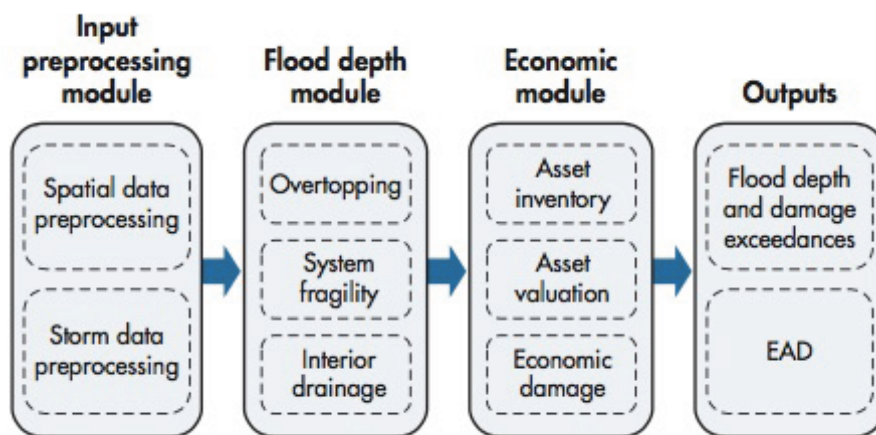 Input
preprocessing
module
Spatial data
preprocessing
Storm data
preprocessing
Flood depth
module
Overtopping
System
fragility
Interior
drainage
Economic
module
Asset
inventory
Asset
valuation
Economic
damage
Outputs
Flood depth
and damage
exceedances
EAD